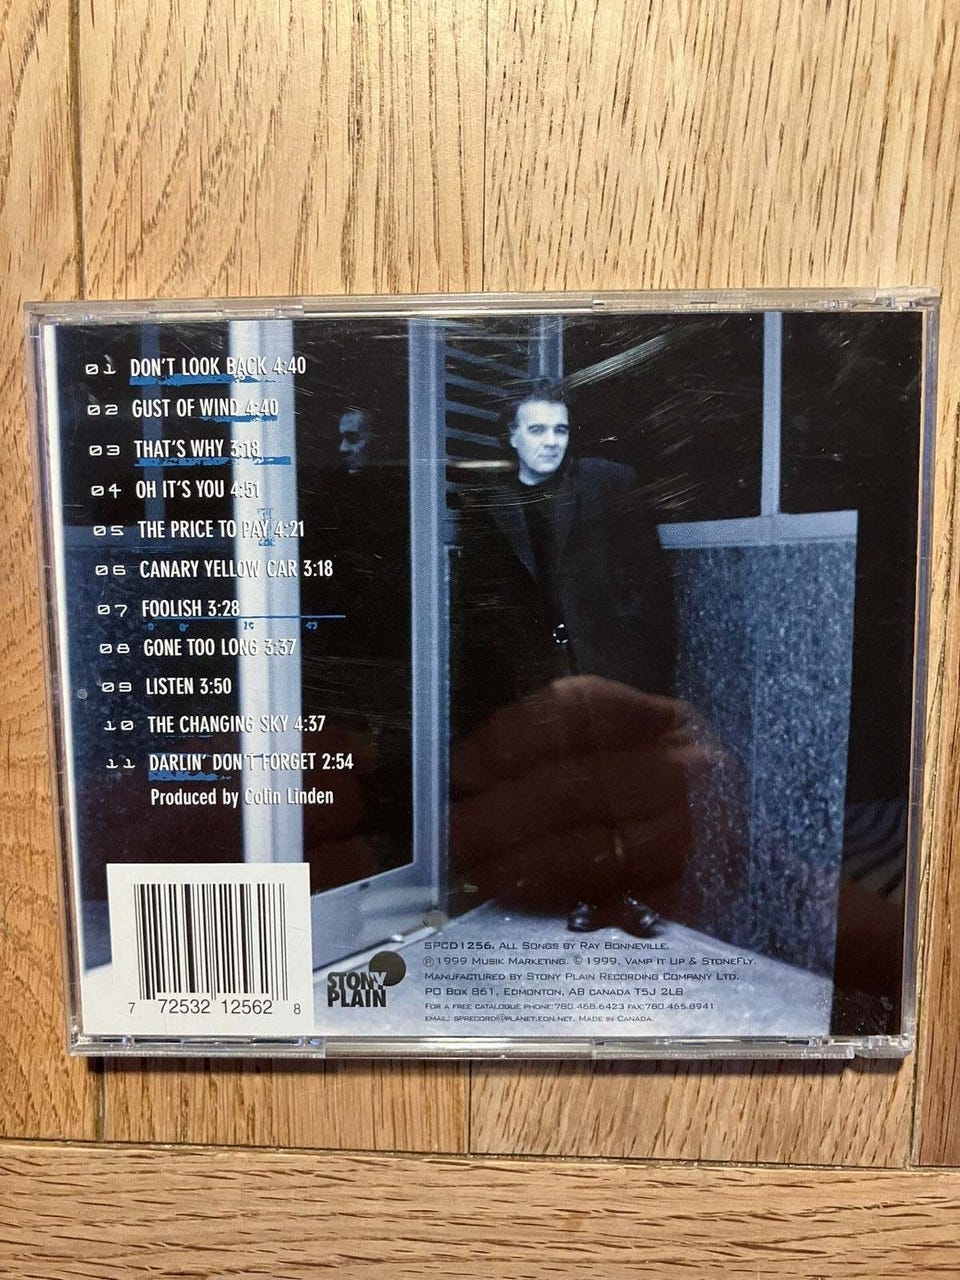 01 DON'T LOOK BACK 4:40
02 GUST OF WIND 4:40
03 THAT'S WHY 3:18
04 OH IT'S YOU 4:51
05 THE PRICE TO PAY 4:21
06 CANARY YELLOW CAR 3:18
07 FOOLISH 3:28
08 GONE TOO LONG 3:37
09 LISTEN 3:50
10 THE CHANGING SKY 4:37
11 DARLIN' DON'T FORGET 2:54
Produced by Colin Linden
7 72532 12562 8
STONY
PLAIN
SPCD1256. ALL SONGS BY RAY BONNEVILLE.
℗ 1999 MUSIK MARKETING. © 1999, VAMP IT UP & STONEFLY.
MANUFACTURED BY STONY PLAIN RECORDING COMPANY LTD.
PO BOX 861, EDMONTON, AB CANADA T5J 2L8
FOR A FREE CATALOGUE PHONE:780.468.6423 FAX:780.465.8941
EMAIL: SPRECORD@PLANET.EON.NET. MADE IN CANADA.